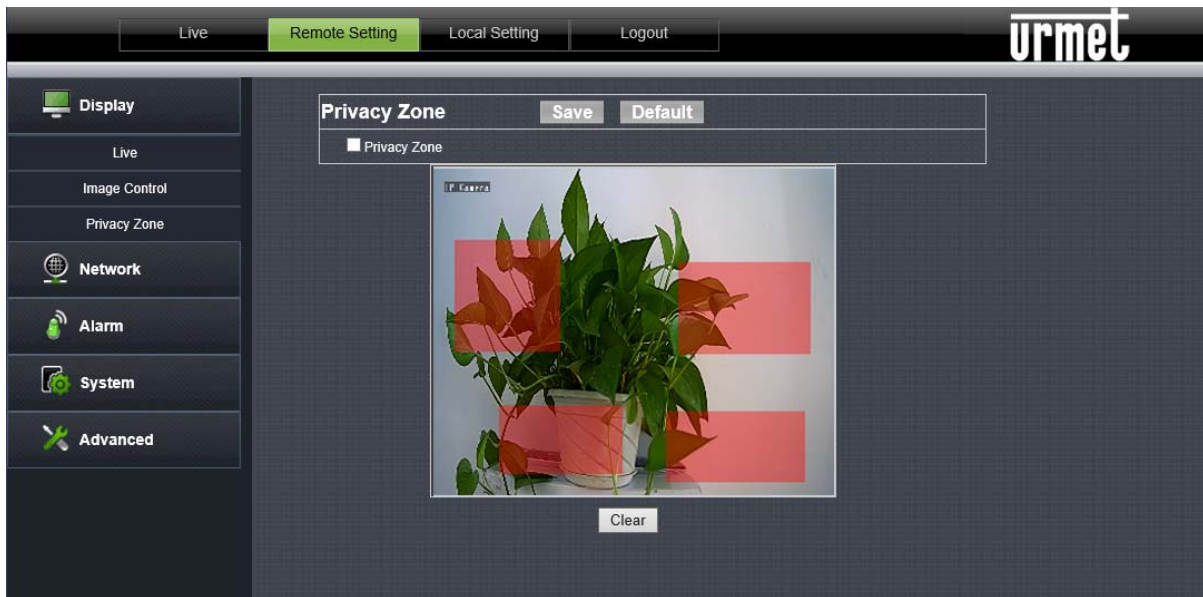 Live Remote Setting Local Setting Logout
urmet
Display
Live
Image Control
Privacy Zone
Network
Alarm
System
Advanced
Privacy Zone Save Default
Privacy Zone
IP Kamera
Clear